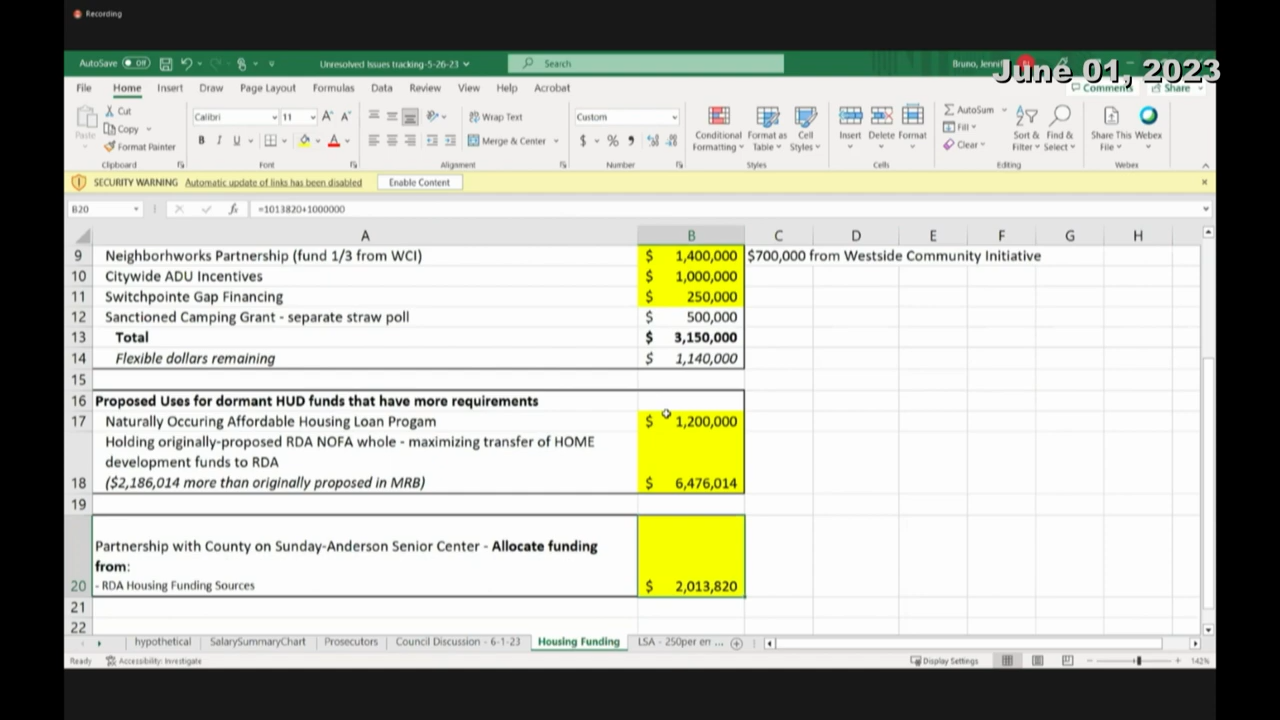 Recording
AutoSave Off
Unresolved Issues tracking-5-26-23
Search
Bruno,
June 01, 2023
File Home Insert Draw Page Layout Formulas Data Review View Help Acrobat
Comments Share
Paste
Cut
Copy
Format Painter
Clipboard
Calibri 11
B I U
Font
Wrap Text
Merge & Center
Alignment
Custom
$ % 9
Number
Conditional Formatting
Format as Table
Cell Styles
Styles
Insert Delete Format
Cells
AutoSum
Fill
Clear
Sort & Filter
Find & Select
Editing
Share This File
Webex
Webex
SECURITY WARNING Automatic update of links has been disabled Enable Content
B20 fx =1013820+1000000
A B C D E F G H
9 Neighborworks Partnership (fund 1/3 from WCI) $ 1,400,000 $700,000 from Westside Community Initiative
10 Citywide ADU Incentives $ 1,000,000
11 Switchpointe Gap Financing $ 250,000
12 Sanctioned Camping Grant - separate straw poll $ 500,000
13 Total $ 3,150,000
14 Flexible dollars remaining $ 1,140,000
15
16 Proposed Uses for dormant HUD funds that have more requirements
17 Naturally Occuring Affordable Housing Loan Progam $ 1,200,000
Holding originally-proposed RDA NOFA whole - maximizing transfer of HOME
development funds to RDA
18 ($2,186,014 more than originally proposed in MRB) $ 6,476,014
19
Partnership with County on Sunday-Anderson Senior Center - Allocate funding
from:
20 - RDA Housing Funding Sources $ 2,013,820
21
22
hypothetical SalarySummaryChart Prosecutors Council Discussion - 6-1-23 Housing Funding LSA - 250per em ...
Ready Accessibility: Investigate Display Settings 142%